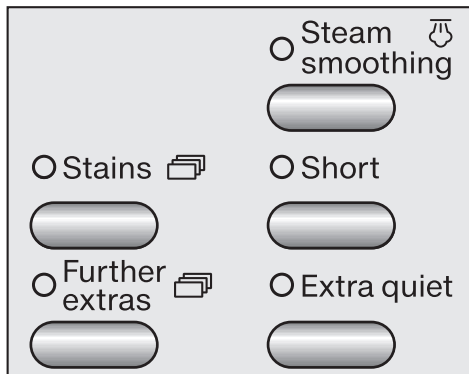 Steam
smoothing
Stains
Short
Further
extras
Extra quiet